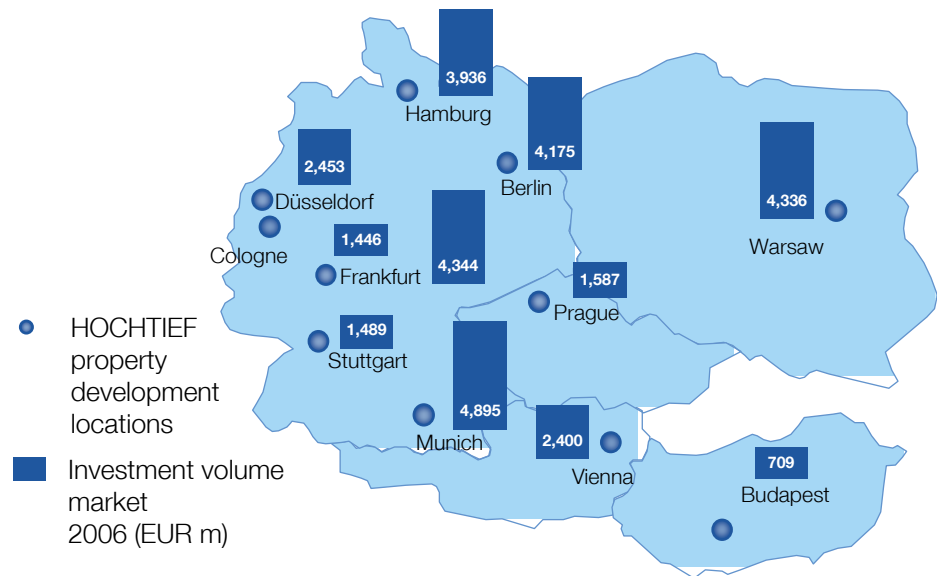 3,936
Hamburg
4,175
Berlin
2,453
Düsseldorf
4,336
Warsaw
Cologne
1,446
Frankfurt
4,344
1,587
Prague
HOCHTIEF
property
development
locations
1,489
Stuttgart
4,895
Munich
2,400
Vienna
709
Budapest
Investment volume
market
2006 (EUR m)